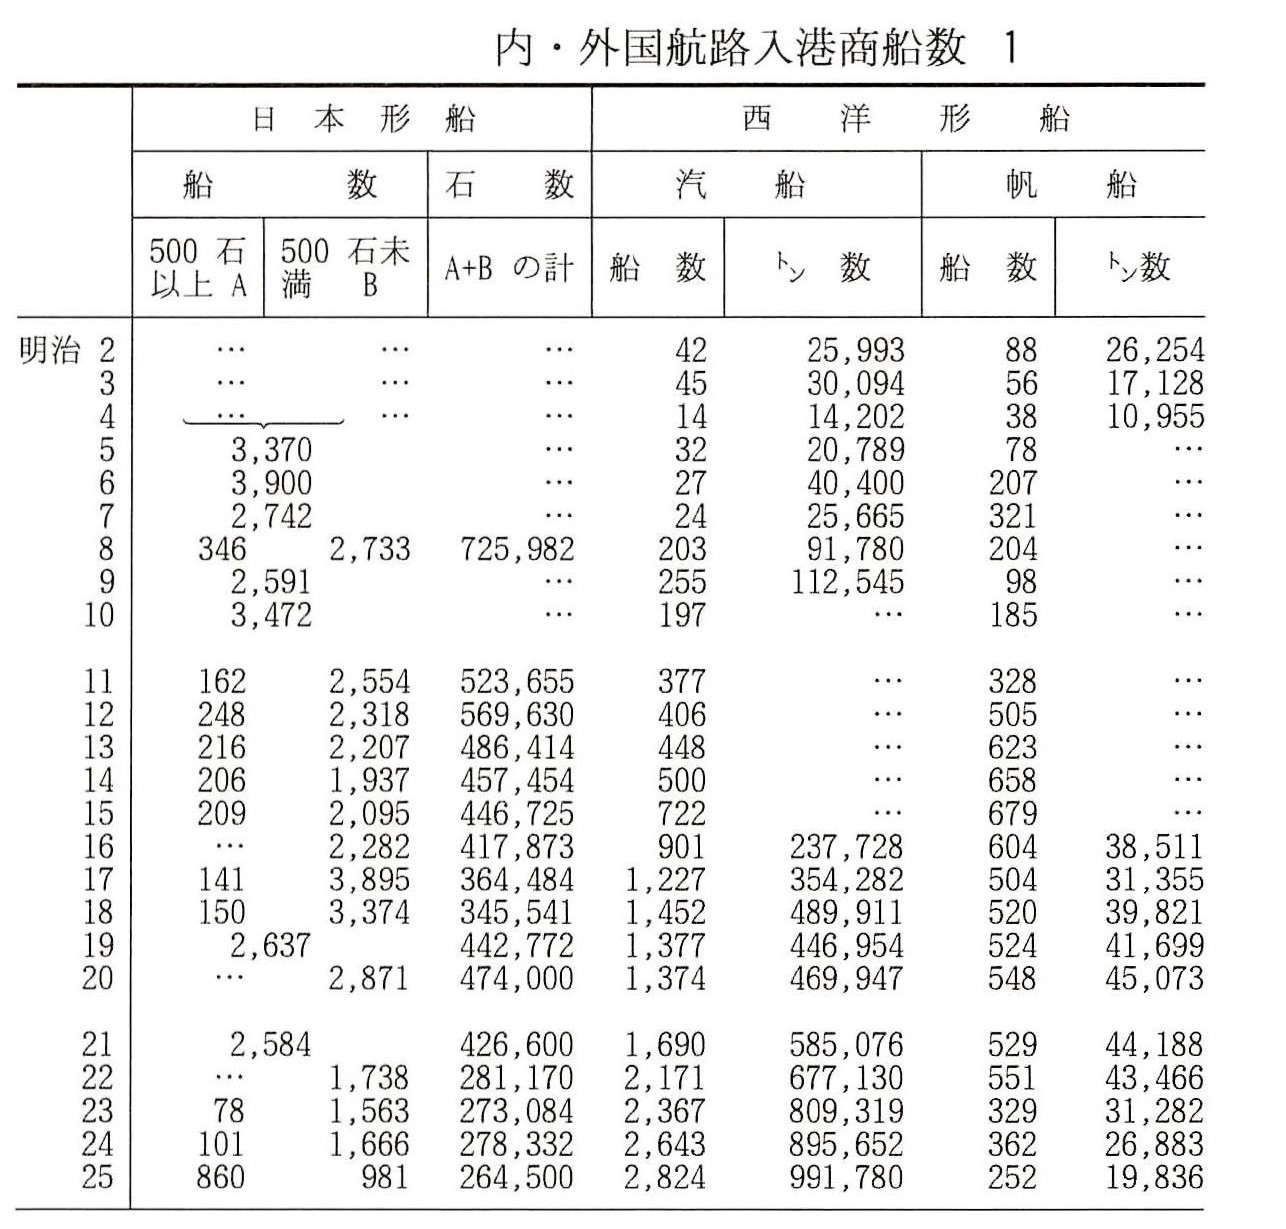 内・外国航路入港商船数 1
日本形船 西洋形船
船数 石数 汽船 帆船
500 石以上 A 500 石未満 B A+B の計 船数 トン数 船数 トン数
明治 2 … … … 42 25,993 88 26,254
3 … … … 45 30,094 56 17,128
4 … … … 14 14,202 38 10,955
5 3,370 … 32 20,789 78 …
6 3,900 … 27 40,400 207 …
7 2,742 … 24 25,665 321 …
8 346 2,733 725,982 203 91,780 204 …
9 2,591 … 255 112,545 98 …
10 3,472 … 197 … 185 …
11 162 2,554 523,655 377 … 328 …
12 248 2,318 569,630 406 … 505 …
13 216 2,207 486,414 448 … 623 …
14 206 1,937 457,454 500 … 658 …
15 209 2,095 446,725 722 … 679 …
16 … 2,282 417,873 901 237,728 604 38,511
17 141 3,895 364,484 1,227 354,282 504 31,355
18 150 3,374 345,541 1,452 489,911 520 39,821
19 2,637 442,772 1,377 446,954 524 41,699
20 … 2,871 474,000 1,374 469,947 548 45,073
21 2,584 426,600 1,690 585,076 529 44,188
22 … 1,738 281,170 2,171 677,130 551 43,466
23 78 1,563 273,084 2,367 809,319 329 31,282
24 101 1,666 278,332 2,643 895,652 362 26,883
25 860 981 264,500 2,824 991,780 252 19,836